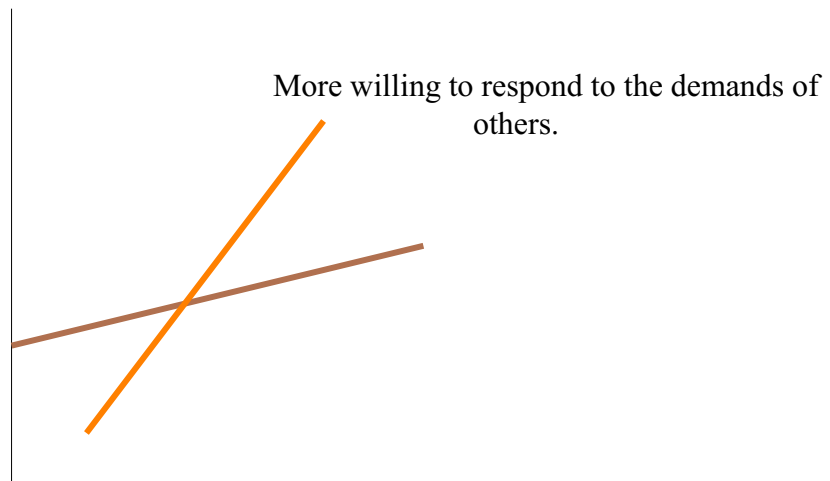 More willing to respond to the demands of
others.